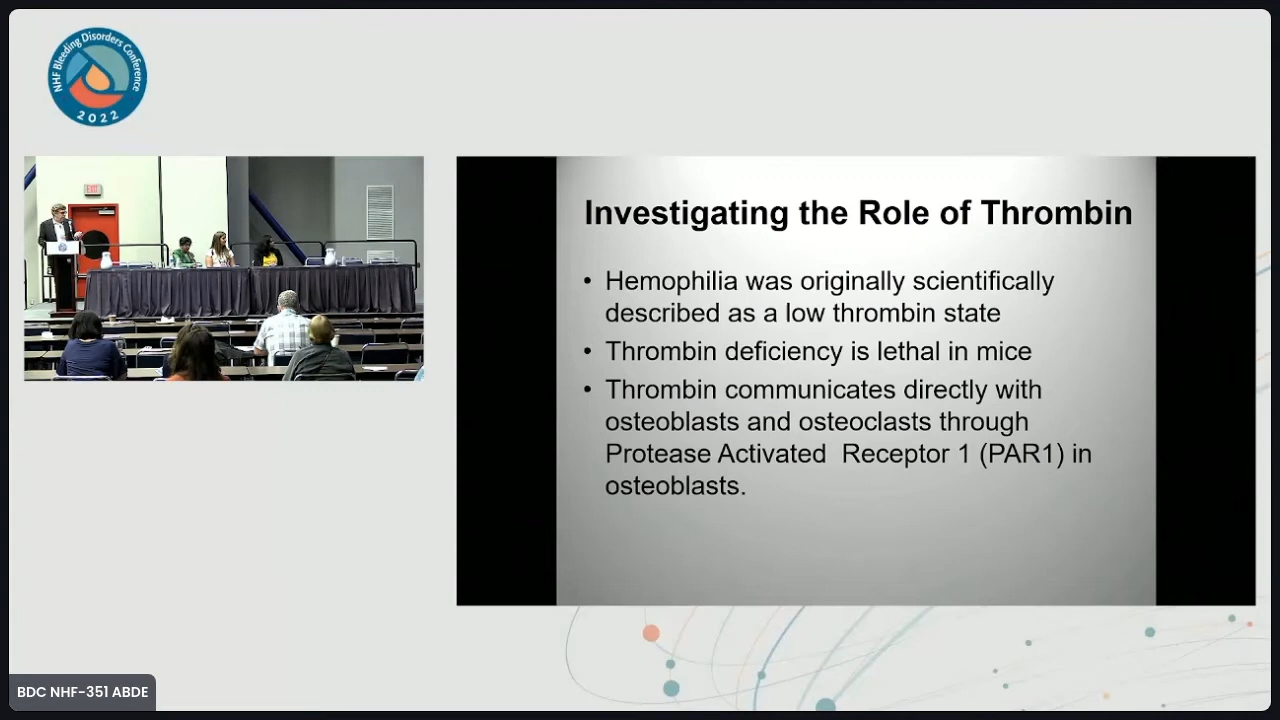 NHF Bleeding Disorders Conference
2022
EXIT
Investigating the Role of Thrombin
• Hemophilia was originally scientifically
described as a low thrombin state
• Thrombin deficiency is lethal in mice
• Thrombin communicates directly with
osteoblasts and osteoclasts through
Protease Activated  Receptor 1 (PAR1) in
osteoblasts.
BDC NHF-351 ABDE